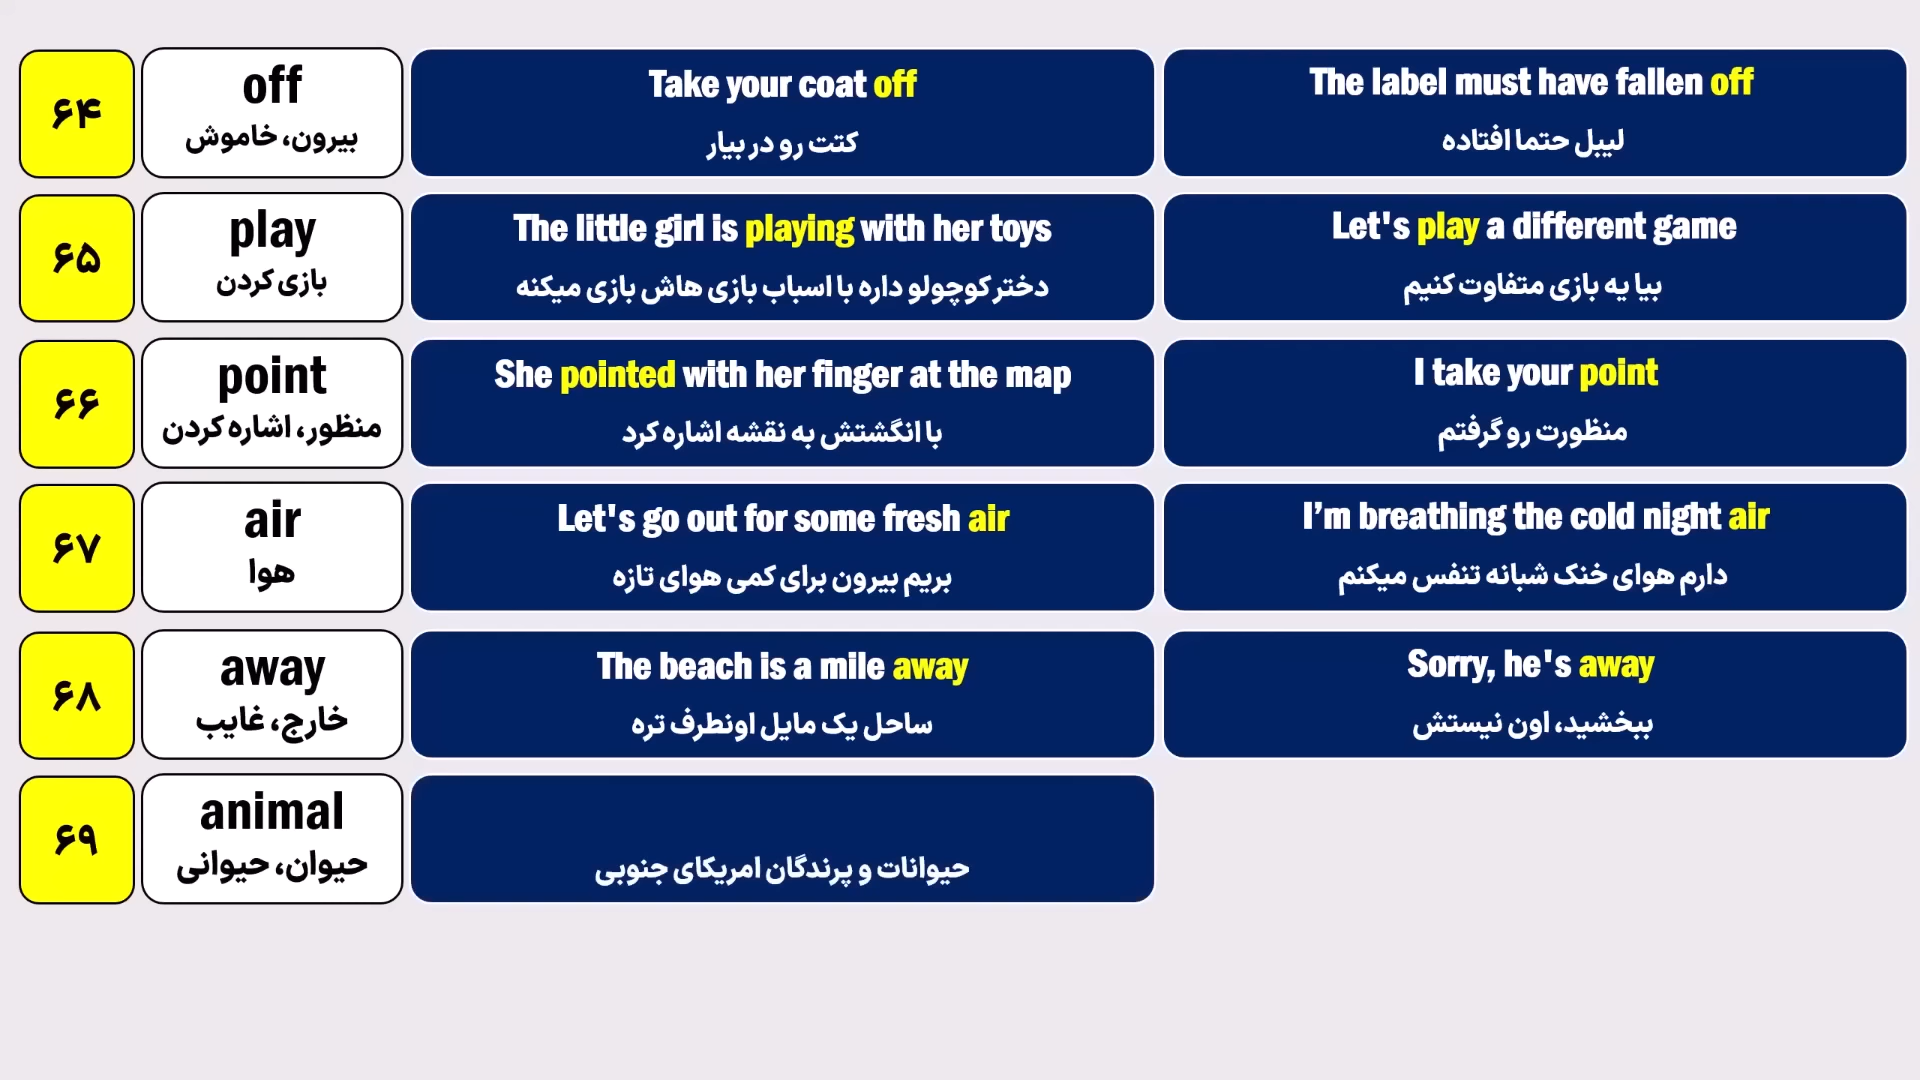 ۶۴
off
بیرون، خاموش
Take your coat off
کتت رو در بیار
The label must have fallen off
لیبل حتما افتاده
۶۵
play
بازی کردن
The little girl is playing with her toys
دختر کوچولو داره با اسباب بازی هاش بازی میکنه
Let's play a different game
بیا یه بازی متفاوت کنیم
۶۶
point
منظور، اشاره کردن
She pointed with her finger at the map
با انگشتش به نقشه اشاره کرد
I take your point
منظورت رو گرفتم
۶۷
air
هوا
Let's go out for some fresh air
بریم بیرون برای کمی هوای تازه
I’m breathing the cold night air
دارم هوای خنک شبانه تنفس میکنم
۶۸
away
خارج، غایب
The beach is a mile away
ساحل یک مایل اونطرف تره
Sorry, he's away
ببخشید، اون نیستش
۶۹
animal
حیوان، حیوانی
حیوانات و پرندگان امریکای جنوبی